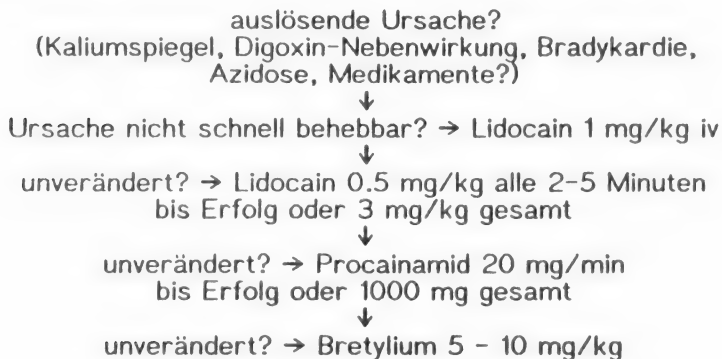 auslösende Ursache?
(Kaliumspiegel, Digoxin-Nebenwirkung, Bradykardie,
Azidose, Medikamente?)
↓
Ursache nicht schnell behebbar? → Lidocain 1 mg/kg iv
↓
unverändert? → Lidocain 0.5 mg/kg alle 2-5 Minuten
bis Erfolg oder 3 mg/kg gesamt
↓
unverändert? → Procainamid 20 mg/min
bis Erfolg oder 1000 mg gesamt
↓
unverändert? → Bretylium 5 - 10 mg/kg